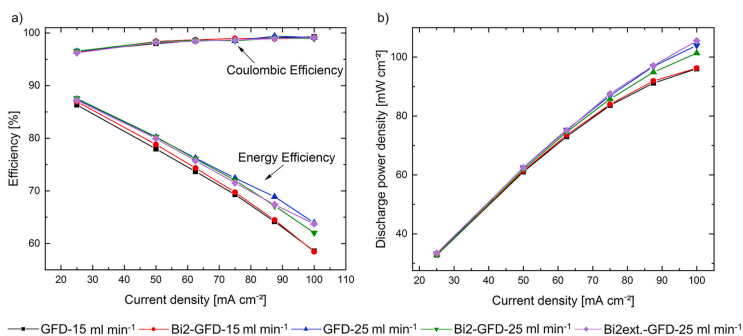 a)
100
90
80
70
60
Efficiency [%]
Coulombic Efficiency
Energy Efficiency
20 30 40 50 60 70 80 90 100 110
Current density [mA cm⁻²]
b)
100
80
60
40
Discharge power density [mW cm⁻²]
20 30 40 50 60 70 80 90 100
Current density [mA cm⁻²]
GFD-15 ml min⁻¹ Bi2-GFD-15 ml min⁻¹ GFD-25 ml min⁻¹ Bi2-GFD-25 ml min⁻¹ Bi2ext.-GFD-25 ml min⁻¹